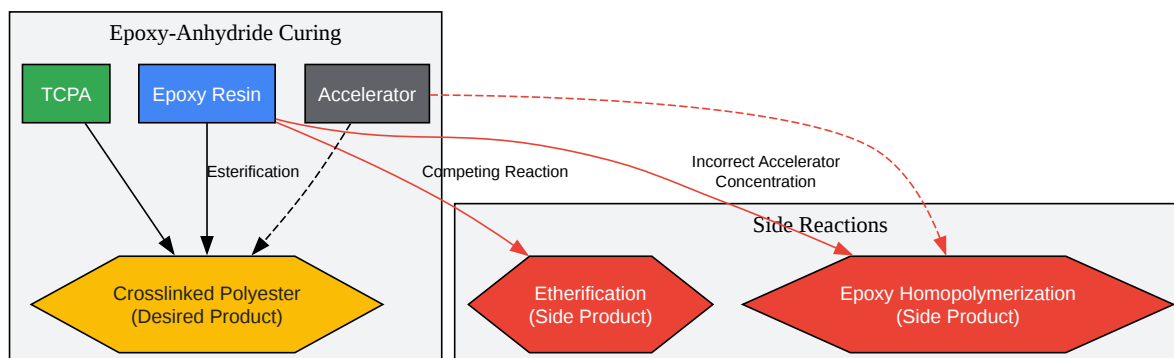 Epoxy-Anhydride Curing
TCPA
Epoxy Resin
Accelerator
Esterification
Competing Reaction
Incorrect Accelerator
Concentration
Side Reactions
Crosslinked Polyester
(Desired Product)
Etherification
(Side Product)
Epoxy Homopolymerization
(Side Product)